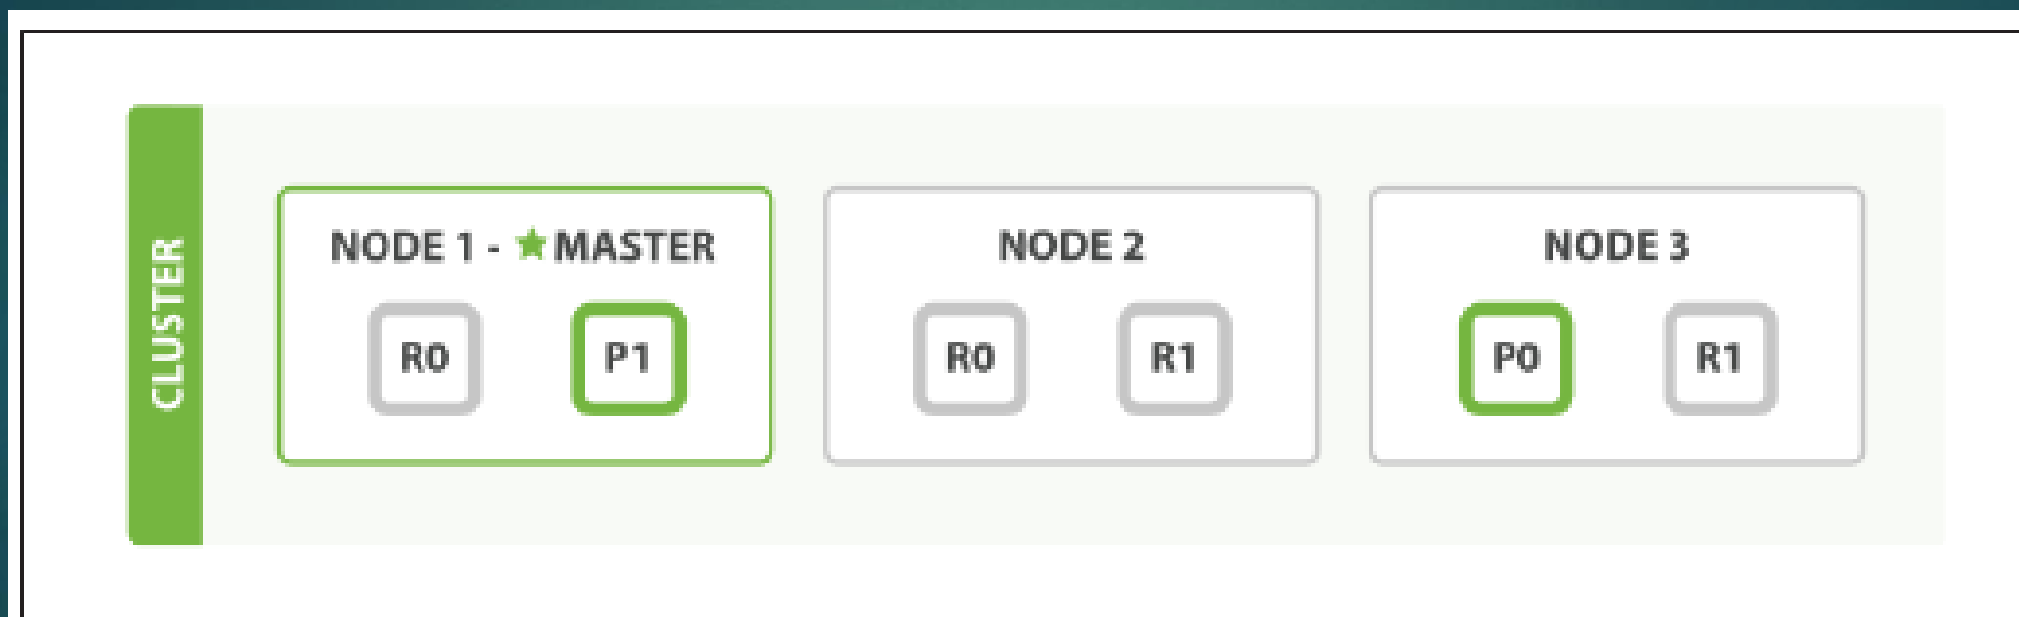 CLUSTER
NODE 1 - ★MASTER
R0 P1
NODE 2
R0 R1
NODE 3
P0 R1